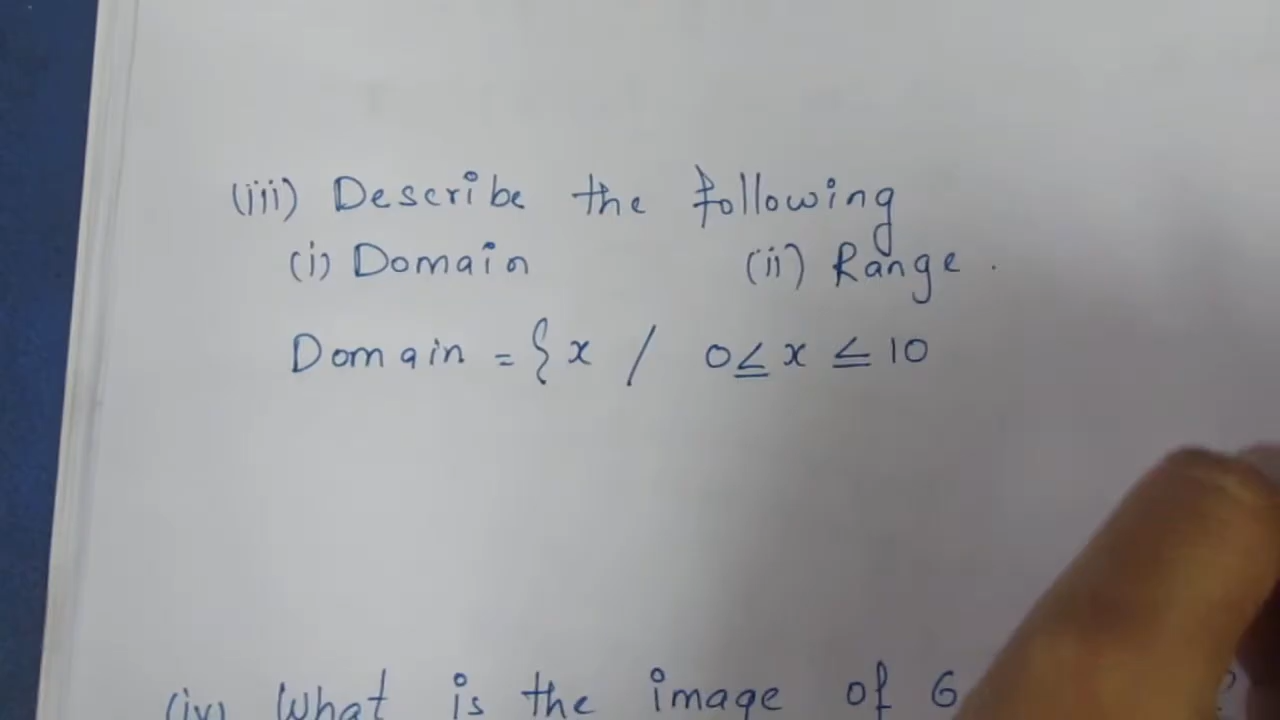 (iii) Describe the following
(i) Domain (ii) Range .
Domain = { x / 0 ≤ x ≤ 10
(iv) What is the image of 6 ?